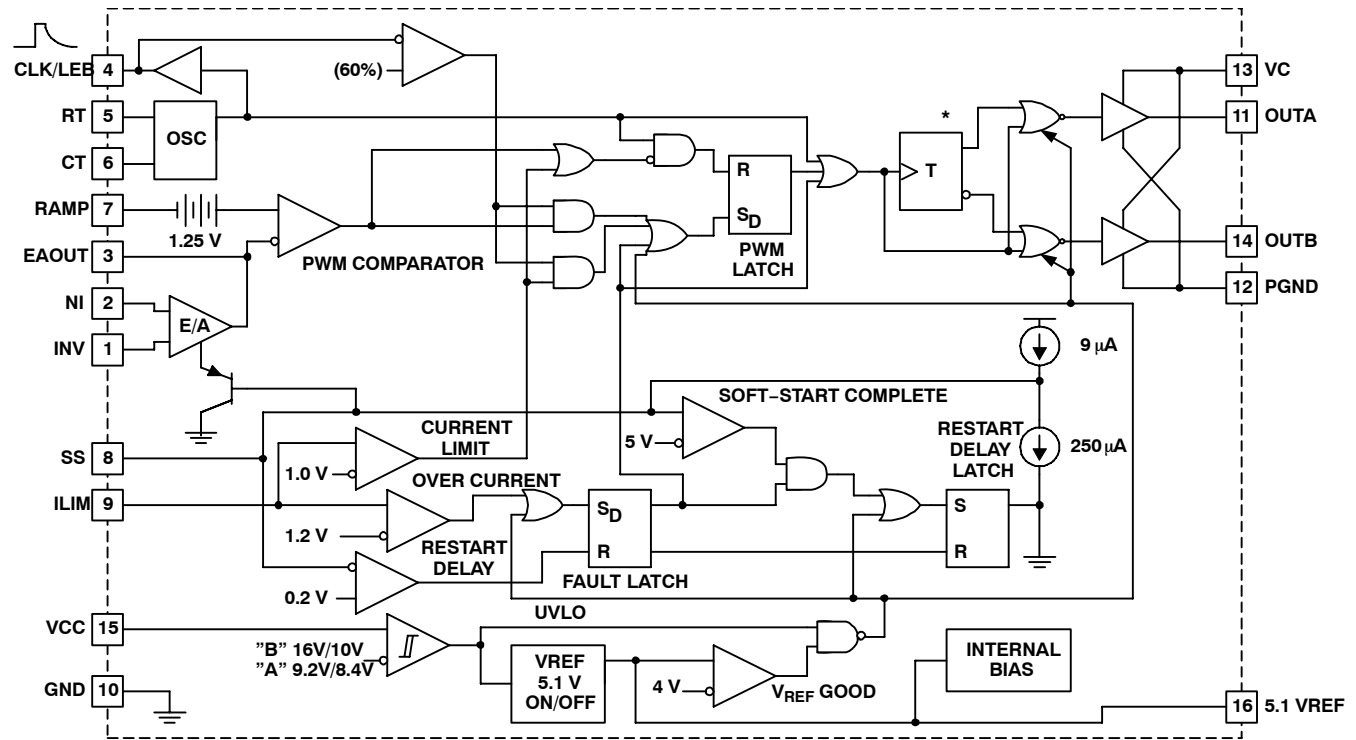 CLK/LEB
4
(60%)
13
VC
RT
5
OSC
*
11
OUTA
CT
6
T
R
RAMP
7
1.25 V
SD
EAOUT
3
PWM COMPARATOR
PWM
LATCH
14
OUTB
NI
2
12
PGND
E/A
INV
1
9 μA
SOFT−START COMPLETE
CURRENT
LIMIT
5 V
RESTART
DELAY
LATCH
250 μA
SS
8
1.0 V
OVER CURRENT
ILIM
9
SD
S
1.2 V
RESTART
DELAY
R
R
FAULT LATCH
0.2 V
UVLO
VCC
15
”B” 16V/10V
”A” 9.2V/8.4V
VREF
5.1 V
ON/OFF
INTERNAL
BIAS
4 V
VREF GOOD
GND
10
16
5.1 VREF